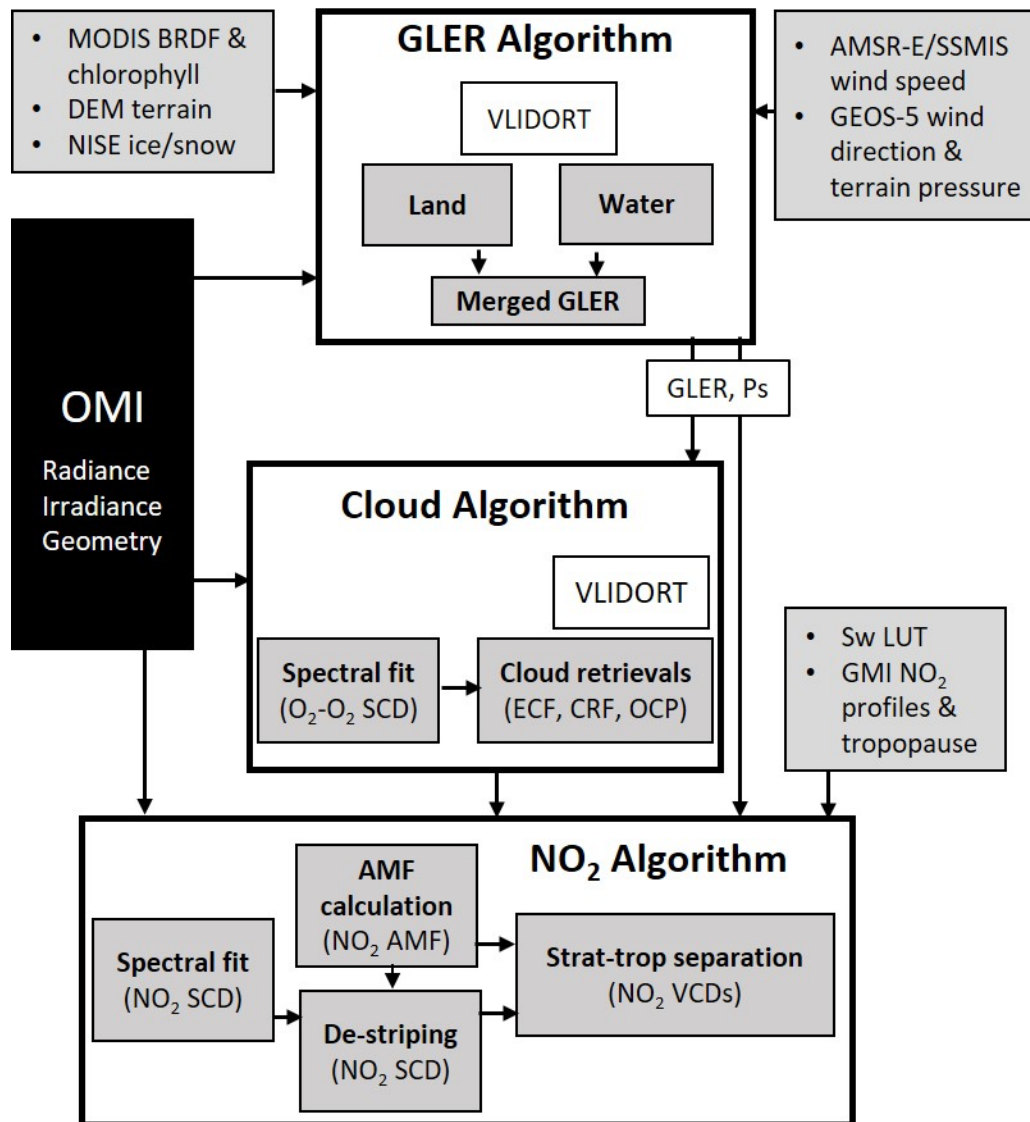 • MODIS BRDF &
chlorophyll
• DEM terrain
• NISE ice/snow
GLER Algorithm
VLIDORT
Land
Water
Merged GLER
• AMSR-E/SSMIS
wind speed
• GEOS-5 wind
direction &
terrain pressure
OMI
Radiance
Irradiance
Geometry
GLER, Ps
Cloud Algorithm
VLIDORT
Spectral fit
(O₂-O₂ SCD)
Cloud retrievals
(ECF, CRF, OCP)
• Sw LUT
• GMI NO₂
profiles &
tropopause
NO₂ Algorithm
AMF
calculation
(NO₂ AMF)
Spectral fit
(NO₂ SCD)
De-striping
(NO₂ SCD)
Strat-trop separation
(NO₂ VCDs)